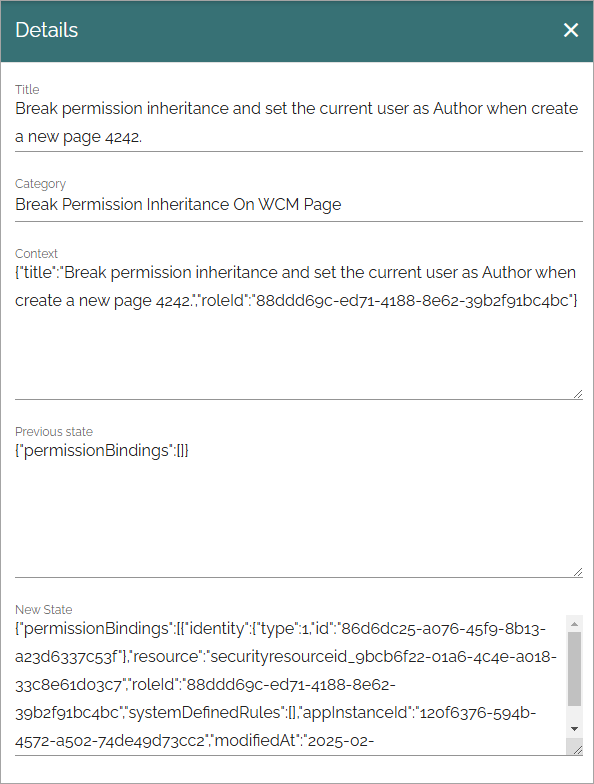 Details
Title
Break permission inheritance and set the current user as Author when create
a new page 4242.
Category
Break Permission Inheritance On WCM Page
Context
{"title":"Break permission inheritance and set the current user as Author when
create a new page 4242.","roleId":"88ddd69c-ed71-4188-8e62-39b2f91bc4bc"}
Previous state
{"permissionBindings":[]}
New State
{"permissionBindings":[{"identity":{"type":1,"id":"86d6dc25-a076-45f9-8b13-
a23d6337c53f"},"resource":"securityresourceid_9bcb6f22-01a6-4c4e-a018-
33c8e61d03c7","roleId":"88ddd69c-ed71-4188-8e62-
39b2f91bc4bc","systemDefinedRules":[],"appInstanceId":"120f6376-594b-
4572-a502-74de49d73cc2","modifiedAt":"2025-02-